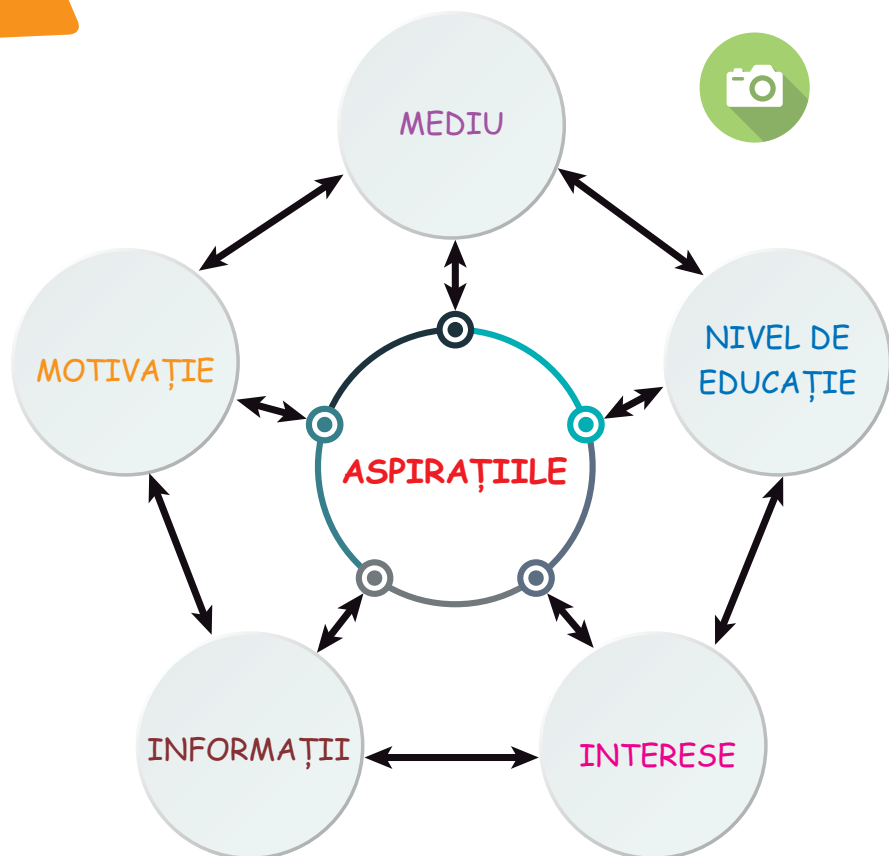 MEDIU
NIVEL DE
EDUCAȚIE
MOTIVAȚIE
ASPIRAȚIILE
INFORMAȚII
INTERESE